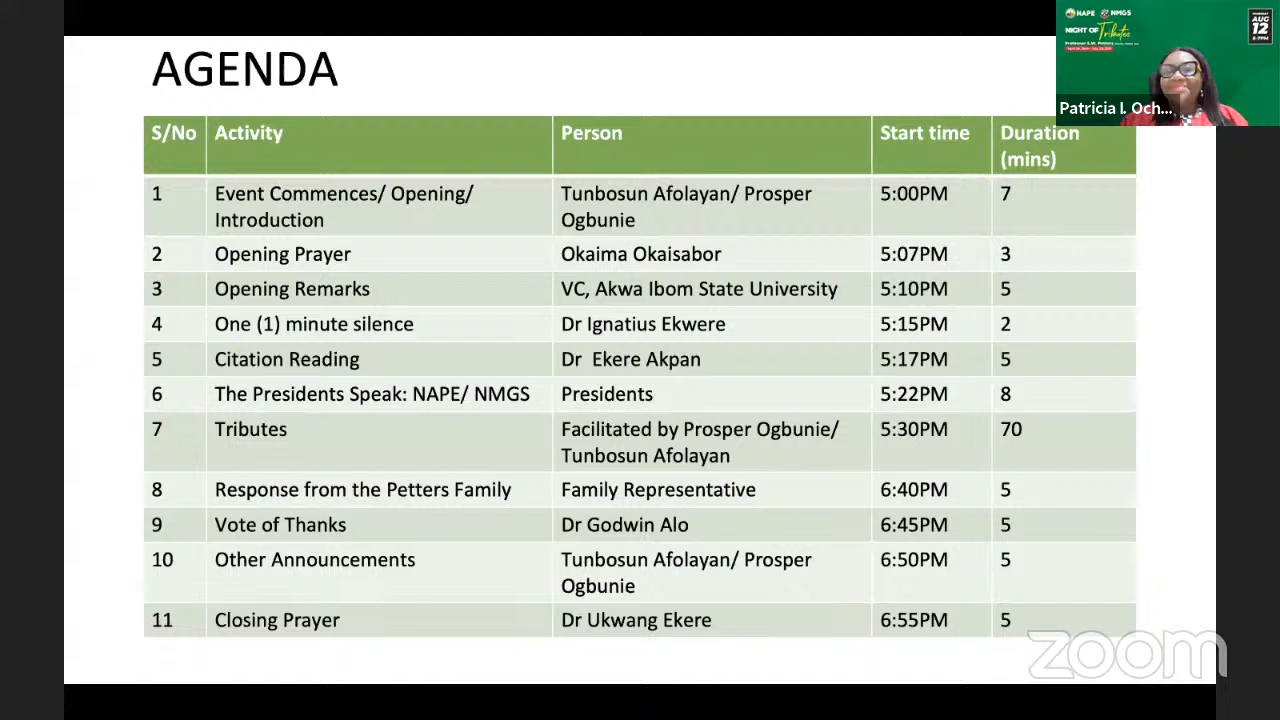 AGENDA
S/No Activity Person Start time Duration (mins)
1 Event Commences/ Opening/ Introduction Tunbosun Afolayan/ Prosper Ogbunie 5:00PM 7
2 Opening Prayer Okaima Okaisabor 5:07PM 3
3 Opening Remarks VC, Akwa Ibom State University 5:10PM 5
4 One (1) minute silence Dr Ignatius Ekwere 5:15PM 2
5 Citation Reading Dr Ekere Akpan 5:17PM 5
6 The Presidents Speak: NAPE/ NMGS Presidents 5:22PM 8
7 Tributes Facilitated by Prosper Ogbunie/ Tunbosun Afolayan 5:30PM 70
8 Response from the Petters Family Family Representative 6:40PM 5
9 Vote of Thanks Dr Godwin Alo 6:45PM 5
10 Other Announcements Tunbosun Afolayan/ Prosper Ogbunie 6:50PM 5
11 Closing Prayer Dr Ukwang Ekere 6:55PM 5
NAPE NMGS
NIGHT OF Tributes
AUG
12
5-7PM
Patricia I. Och...
zoom